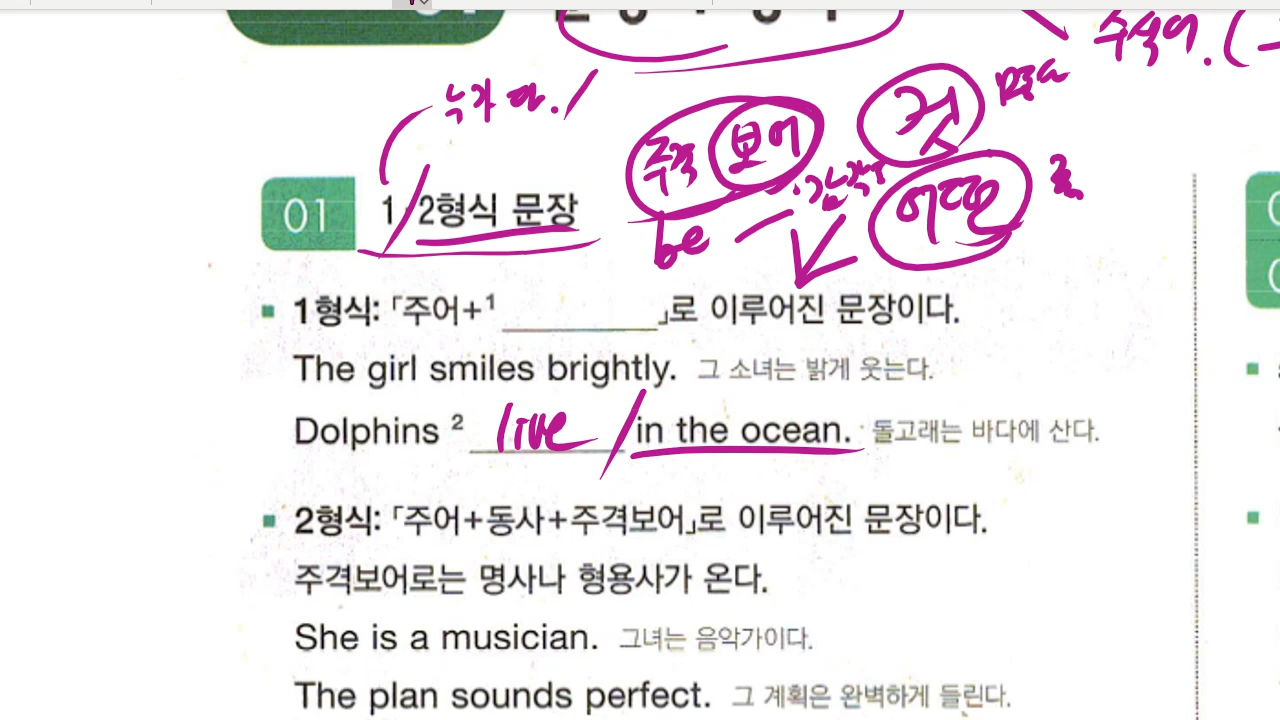 수식어. (
누가 다. /
주격 보어
것
be
감각
어떤
01 1/2형식 문장
1형식: 「주어+¹ ________」로 이루어진 문장이다.
The girl smiles brightly. 그 소녀는 밝게 웃는다.
Dolphins ² live / in the ocean. 돌고래는 바다에 산다.
2형식: 「주어+동사+주격보어」로 이루어진 문장이다.
주격보어로는 명사나 형용사가 온다.
She is a musician. 그녀는 음악가이다.
The plan sounds perfect. 그 계획은 완벽하게 들린다.